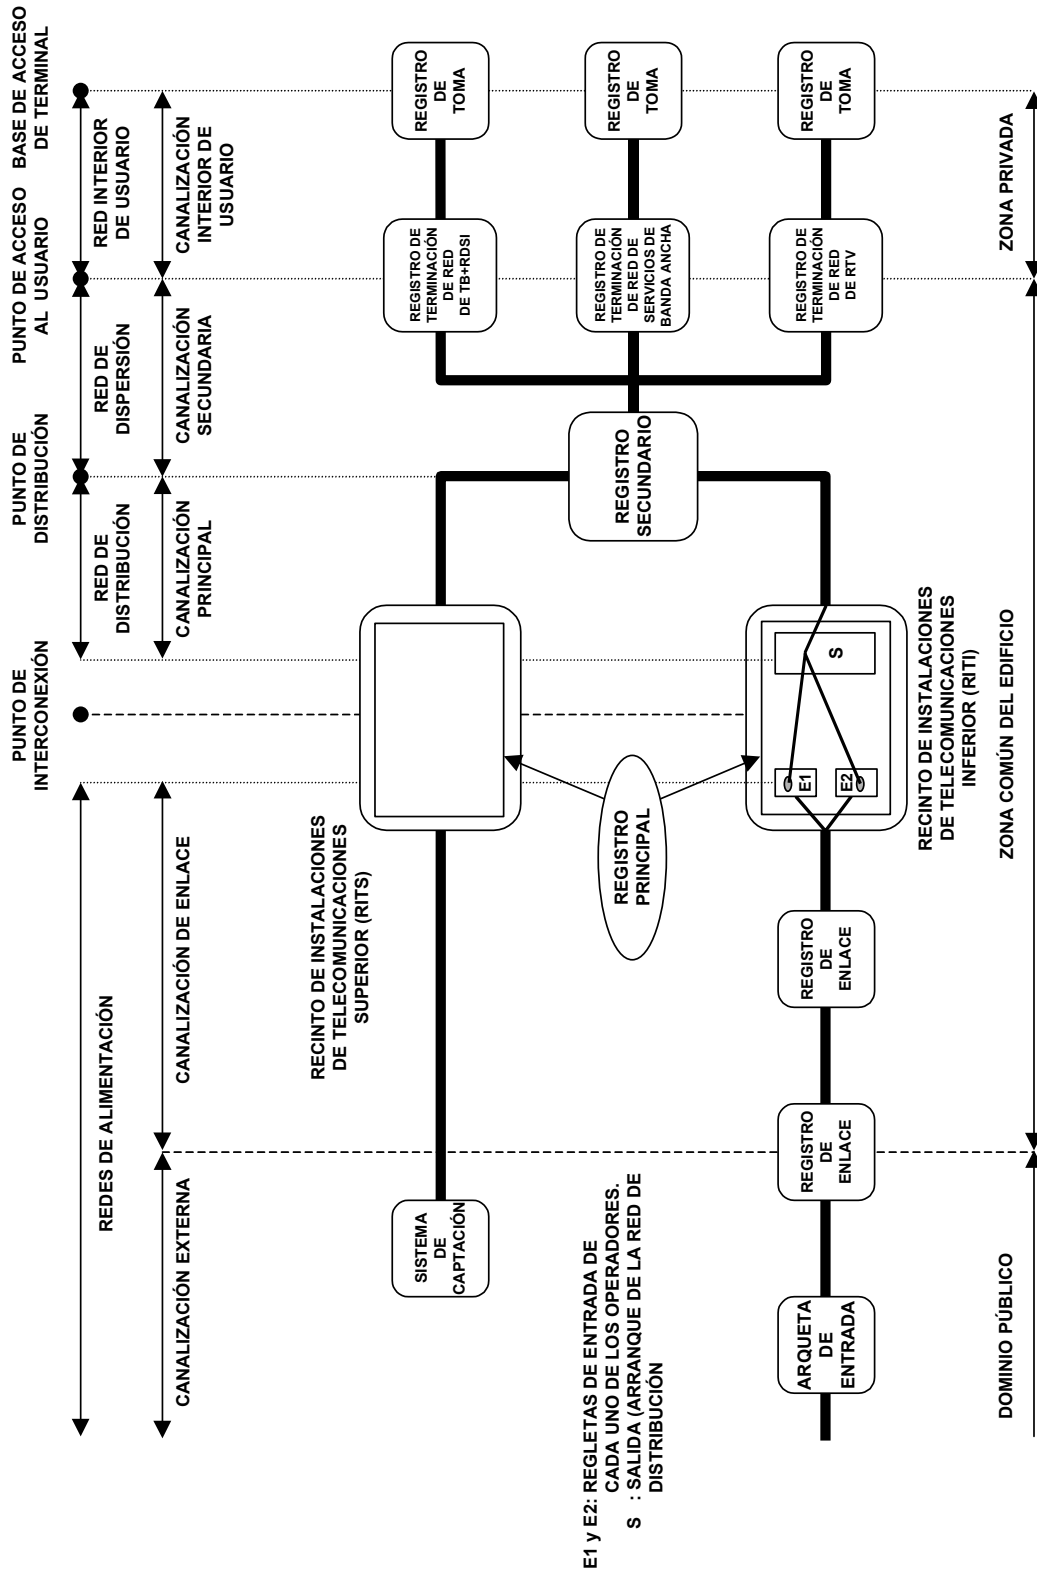 PUNTO DE
INTERCONEXIÓN
PUNTO DE
DISTRIBUCIÓN
PUNTO DE ACCESO
AL USUARIO
BASE DE ACCESO
DE TERMINAL
REDES DE ALIMENTACIÓN
RED DE
DISTRIBUCIÓN
RED DE
DISPERSIÓN
RED INTERIOR
DE USUARIO
CANALIZACIÓN EXTERNA
CANALIZACIÓN DE ENLACE
CANALIZACIÓN
PRINCIPAL
CANALIZACIÓN
SECUNDARIA
CANALIZACIÓN
INTERIOR DE
USUARIO
RECINTO DE INSTALACIONES
DE TELECOMUNICACIONES
SUPERIOR (RITS)
SISTEMA
DE
CAPTACIÓN
REGISTRO DE
TERMINACIÓN
DE RED
DE TB+RDSI
REGISTRO
DE
TOMA
REGISTRO
PRINCIPAL
REGISTRO
SECUNDARIO
REGISTRO DE
TERMINACIÓN
DE RED DE
SERVICIOS DE
BANDA ANCHA
REGISTRO
DE
TOMA
E1 y E2: REGLETAS DE ENTRADA DE
CADA UNO DE LOS OPERADORES.
S : SALIDA (ARRANQUE DE LA RED DE
DISTRIBUCIÓN
ARQUETA
DE
ENTRADA
REGISTRO
DE
ENLACE
REGISTRO
DE
ENLACE
E1
E2
S
REGISTRO DE
TERMINACIÓN
DE RED
DE RTV
REGISTRO
DE
TOMA
RECINTO DE INSTALACIONES
DE TELECOMUNICACIONES
INFERIOR (RITI)
DOMINIO PÚBLICO
ZONA COMÚN DEL EDIFICIO
ZONA PRIVADA